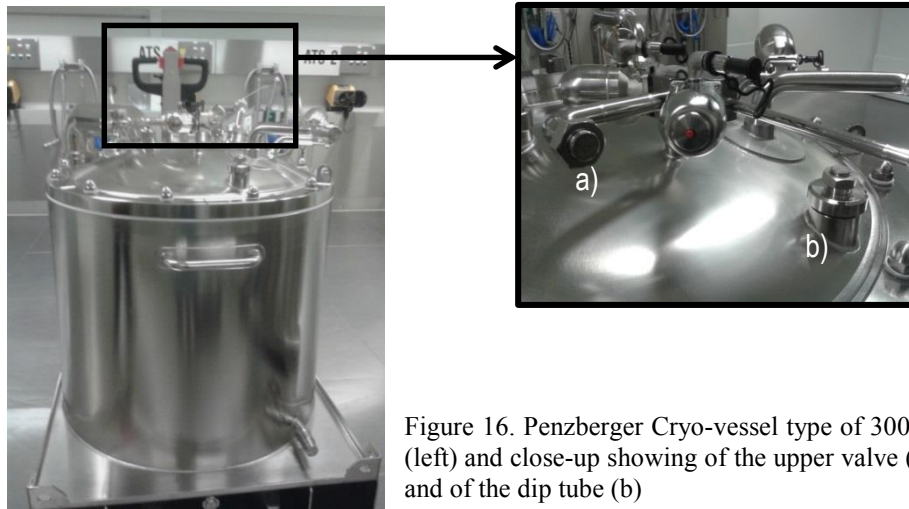 ATS
ATS-2
a)
b)
Figure 16. Penzberger Cryo-vessel type of 300
(left) and close-up showing of the upper valve (
and of the dip tube (b)